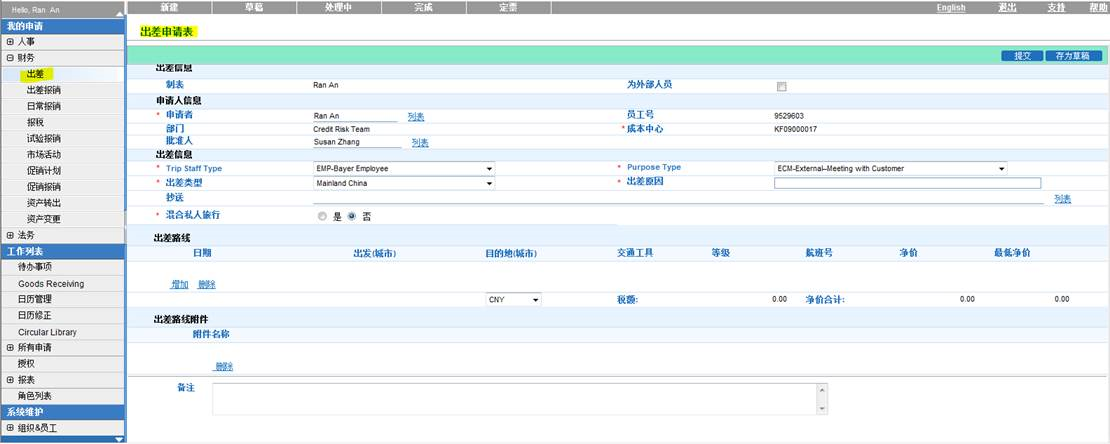 Hello, Ran An
新建 草稿 处理中 完成 定票 English 退出 支持 帮助
我的申请
人事
财务
出差
出差报销
日常报销
报税
试验报销
市场活动
促销计划
促销报销
资产转出
资产变更
法务
工作列表
待办事项
Goods Receiving
日历管理
日历修正
Circular Library
所有申请
授权
报表
角色列表
系统维护
组织&员工
出差申请表
提交 存为草稿
出差信息
制表 Ran An 为外部人员
申请人信息
* 申请者 Ran An 列表 员工号 9529603
部门 Credit Risk Team * 成本中心 KF09000017
批准人 Susan Zhang 列表
出差信息
* Trip Staff Type EMP-Bayer Employee * Purpose Type ECM-External–Meeting with Customer
* 出差类型 Mainland China * 出差原因
抄送 列表
* 混合私人旅行 是 否
出差路线
日期 出发(城市) 目的地(城市) 交通工具 等级 航班号 净价 最低净价
增加 删除
CNY 税额: 0.00 净价合计: 0.00 0.00
出差路线附件
附件名称
删除
备注